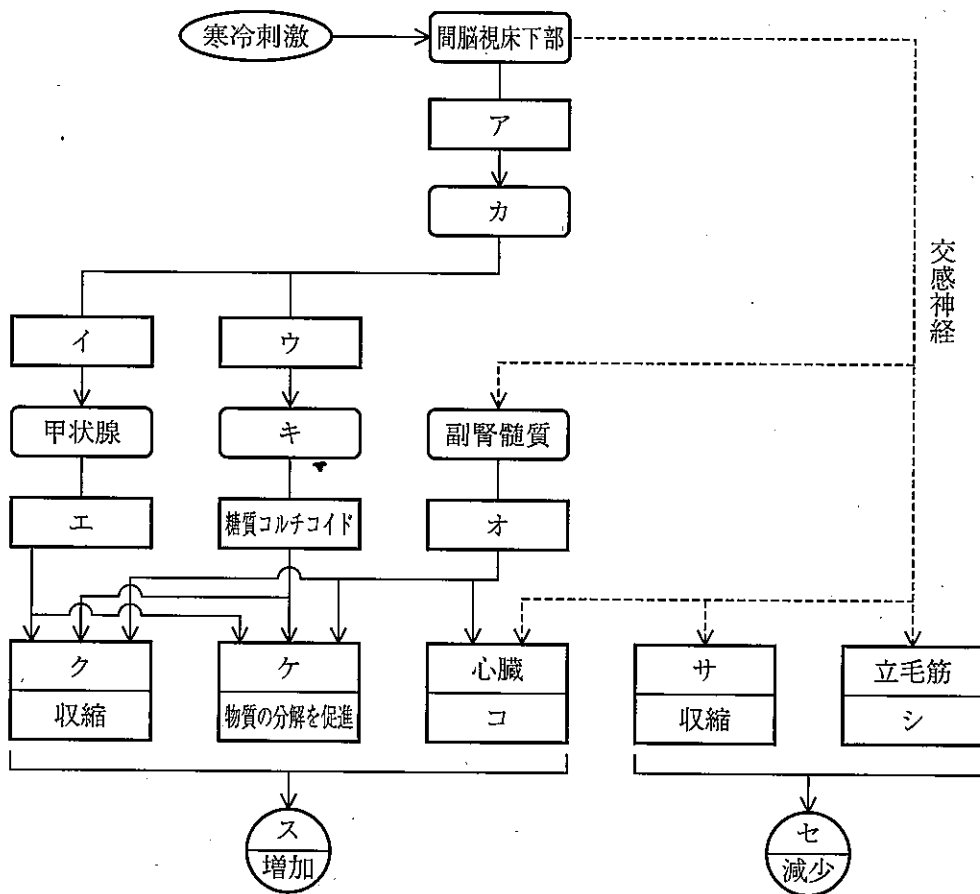 寒冷刺激
間脳視床下部
ア
カ
交感神経
イ
ウ
甲状腺
キ
副腎髄質
エ
糖質コルチコイド
オ
ク
収縮
ケ
物質の分解を促進
心臓
コ
サ
収縮
立毛筋
シ
ス
増加
セ
減少